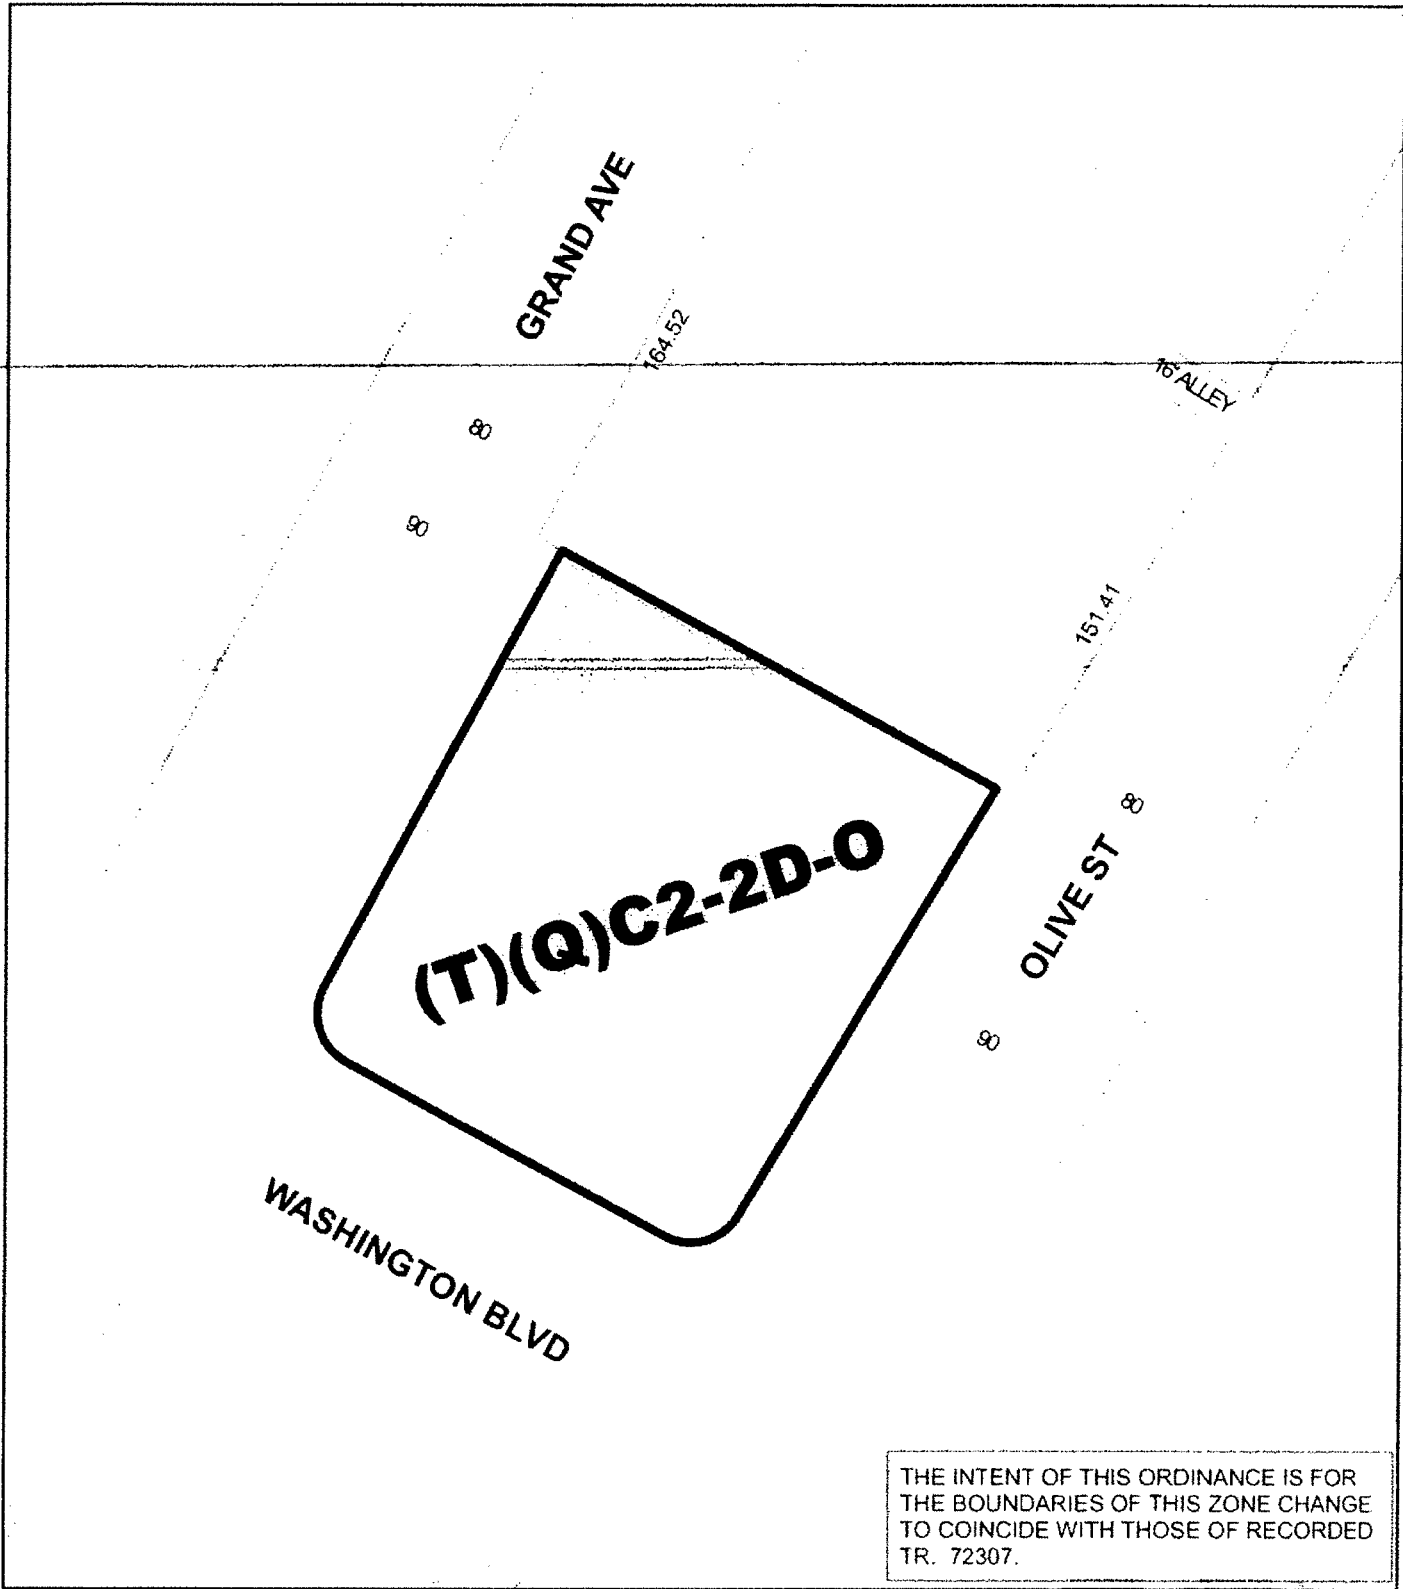 GRAND AVE
164.52
16' ALLEY
80
90
151.41
80
(T)(Q)C2-2D-O
OLIVE ST
90
WASHINGTON BLVD
THE INTENT OF THIS ORDINANCE IS FOR
THE BOUNDARIES OF THIS ZONE CHANGE
TO COINCIDE WITH THOSE OF RECORDED
TR. 72307.